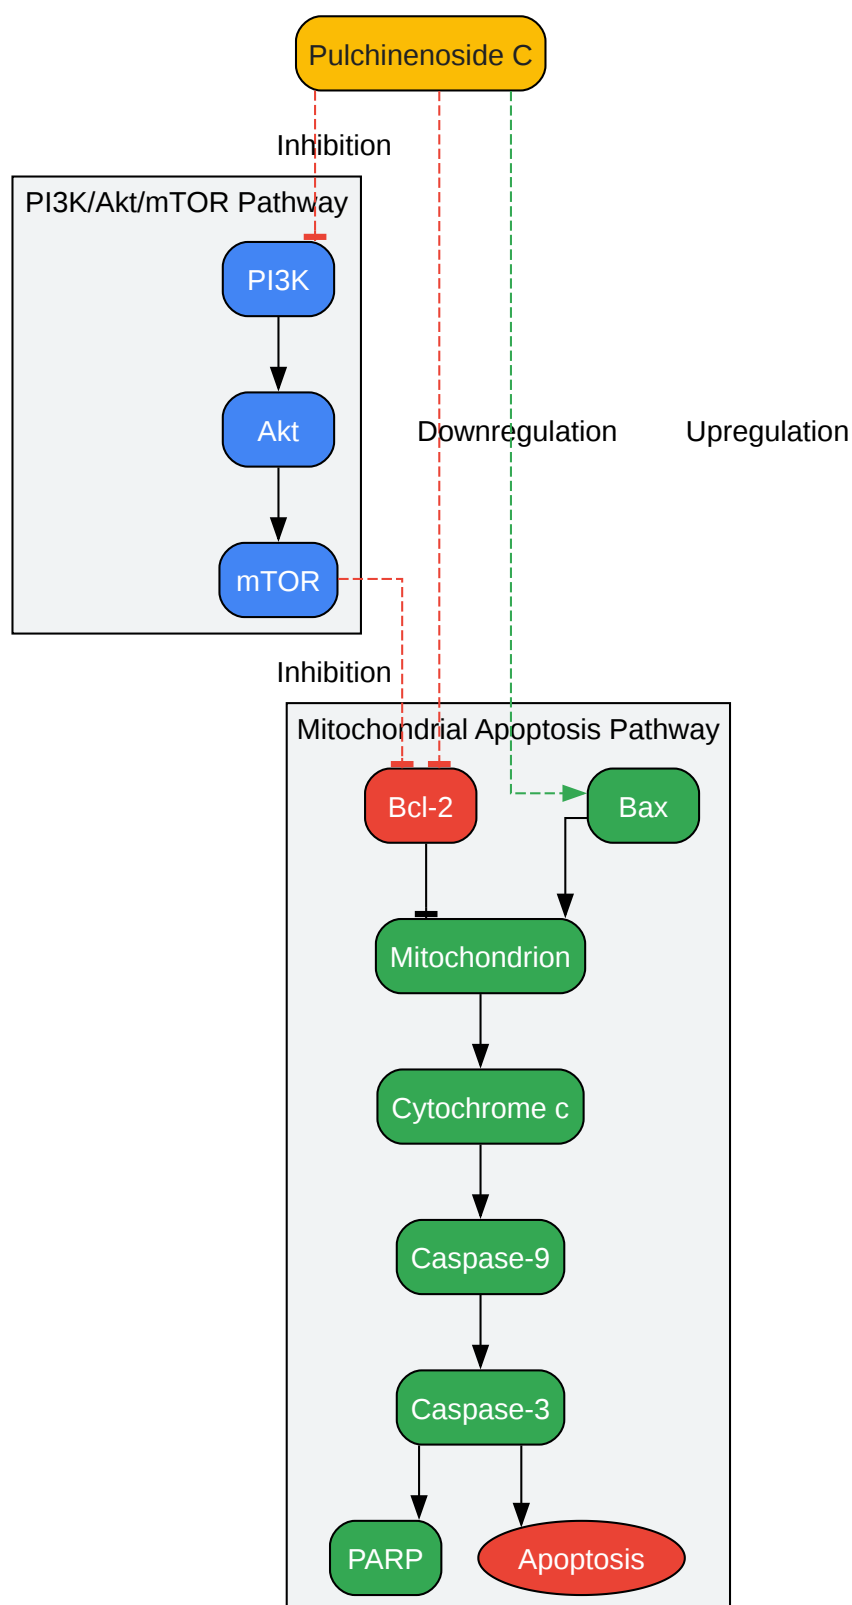 Pulchinenoside C
Inhibition
PI3K/Akt/mTOR Pathway
PI3K
Akt
Downregulation
Upregulation
mTOR
Inhibition
Mitochondrial Apoptosis Pathway
Bcl-2
Bax
Mitochondrion
Cytochrome c
Caspase-9
Caspase-3
PARP
Apoptosis